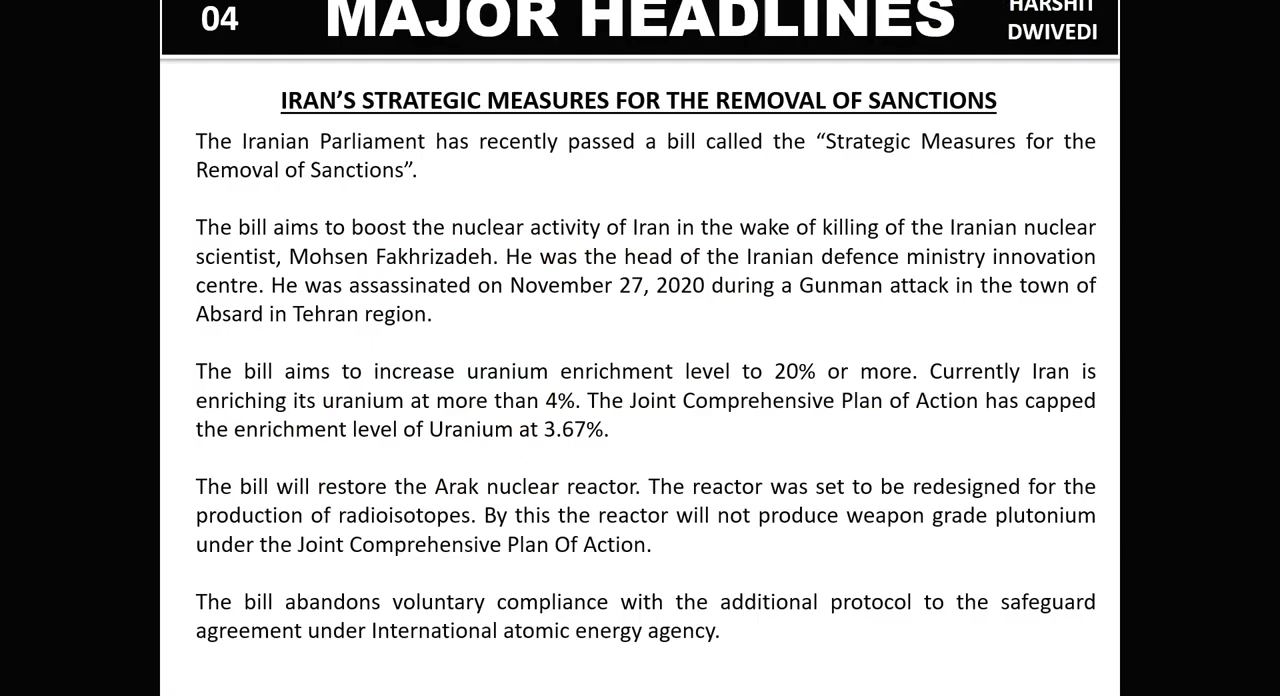 04
MAJOR HEADLINES
HARSHIT
DWIVEDI
IRAN'S STRATEGIC MEASURES FOR THE REMOVAL OF SANCTIONS
The Iranian Parliament has recently passed a bill called the “Strategic Measures for the
Removal of Sanctions”.
The bill aims to boost the nuclear activity of Iran in the wake of killing of the Iranian nuclear
scientist, Mohsen Fakhrizadeh. He was the head of the Iranian defence ministry innovation
centre. He was assassinated on November 27, 2020 during a Gunman attack in the town of
Absard in Tehran region.
The bill aims to increase uranium enrichment level to 20% or more. Currently Iran is
enriching its uranium at more than 4%. The Joint Comprehensive Plan of Action has capped
the enrichment level of Uranium at 3.67%.
The bill will restore the Arak nuclear reactor. The reactor was set to be redesigned for the
production of radioisotopes. By this the reactor will not produce weapon grade plutonium
under the Joint Comprehensive Plan Of Action.
The bill abandons voluntary compliance with the additional protocol to the safeguard
agreement under International atomic energy agency.